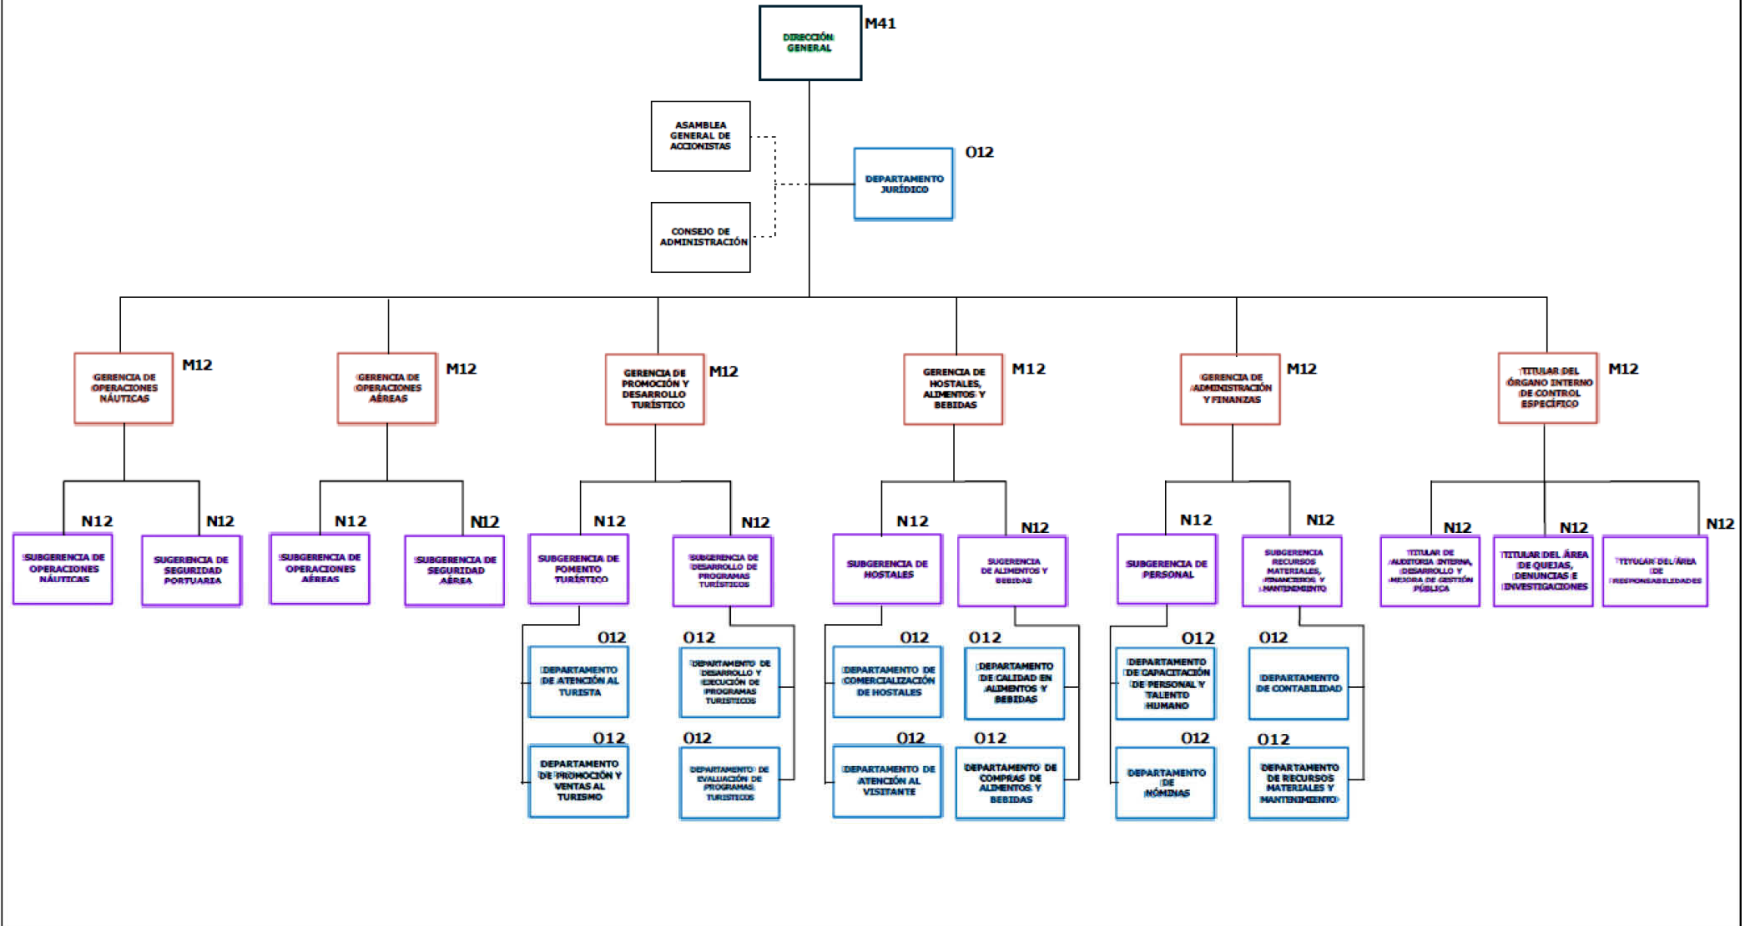 M41
DIRECCIÓN
GENERAL
ASAMBLEA
GENERAL DE
ACCIONISTAS
O12
DEPARTAMENTO
JURÍDICO
CONSEJO DE
ADMINISTRACIÓN
M12
GERENCIA DE
OPERACIONES
NÁUTICAS
M12
GERENCIA DE
OPERACIONES
AÉREAS
M12
GERENCIA DE
PROMOCIÓN Y
DESARROLLO
TURÍSTICO
M12
GERENCIA DE
HOSTALES,
ALIMENTOS Y
BEBIDAS
M12
GERENCIA DE
ADMINISTRACIÓN
Y FINANZAS
M12
TITULAR DEL
ÓRGANO INTERNO
DE CONTROL
ESPECÍFICO
N12
SUBGERENCIA DE
OPERACIONES
NÁUTICAS
N12
SUGERENCIA DE
SEGURIDAD
PORTUARIA
N12
SUBGERENCIA DE
OPERACIONES
AÉREAS
N12
SUBGERENCIA DE
SEGURIDAD
AÉREA
N12
SUBGERENCIA DE
FOMENTO
TURÍSTICO
N12
SUBGERENCIA DE
DESARROLLO DE
PROGRAMAS
TURÍSTICOS
N12
SUBGERENCIA DE
HOSTALES
N12
SUGERENCIA
DE ALIMENTOS Y
BEBIDAS
N12
SUBGERENCIA DE
PERSONAL
N12
SUBGERENCIA
RECURSOS
MATERIALES,
FINANCIEROS Y
MANTENIMIENTO
N12
TITULAR DE
AUDITORIA INTERNA,
DESARROLLO Y
MEJORA DE GESTIÓN
PÚBLICA
N12
TITULAR DEL ÁREA
DE QUEJAS,
DENUNCIAS E
INVESTIGACIONES
N12
TITULAR DEL ÁREA
DE
RESPONSABILIDADES
O12
DEPARTAMENTO
DE ATENCIÓN AL
TURISTA
O12
DEPARTAMENTO DE
DESARROLLO Y
EJECUCIÓN DE
PROGRAMAS
TURISTICOS
O12
DEPARTAMENTO DE
COMERCIALIZACIÓN
DE HOSTALES
O12
DEPARTAMENTO
DE CALIDAD EN
ALIMENTOS Y
BEBIDAS
O12
DEPARTAMENTO
DE CAPACITACIÓN
DE PERSONAL Y
TALENTO
HUMANO
O12
DEPARTAMENTO
DE CONTABILIDAD
O12
DEPARTAMENTO
DE PROMOCIÓN Y
VENTAS AL
TURISMO
O12
DEPARTAMENTO DE
EVALUACIÓN DE
PROGRAMAS
TURISTICOS
O12
DEPARTAMENTO DE
ATENCIÓN AL
VISITANTE
O12
DEPARTAMENTO DE
COMPRAS DE
ALIMENTOS Y
BEBIDAS
O12
DEPARTAMENTO
DE
NÓMINAS
O12
DEPARTAMENTO
DE RECURSOS
MATERIALES Y
MANTENIMIENTO